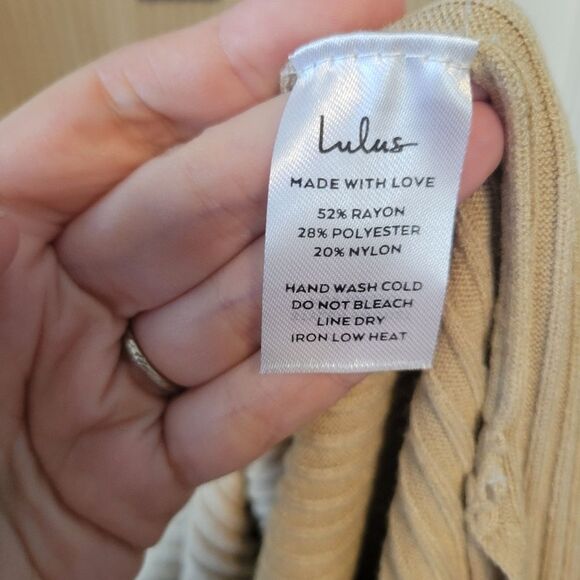 Lulus
MADE WITH LOVE
52% RAYON
28% POLYESTER
20% NYLON
HAND WASH COLD
DO NOT BLEACH
LINE DRY
IRON LOW HEAT